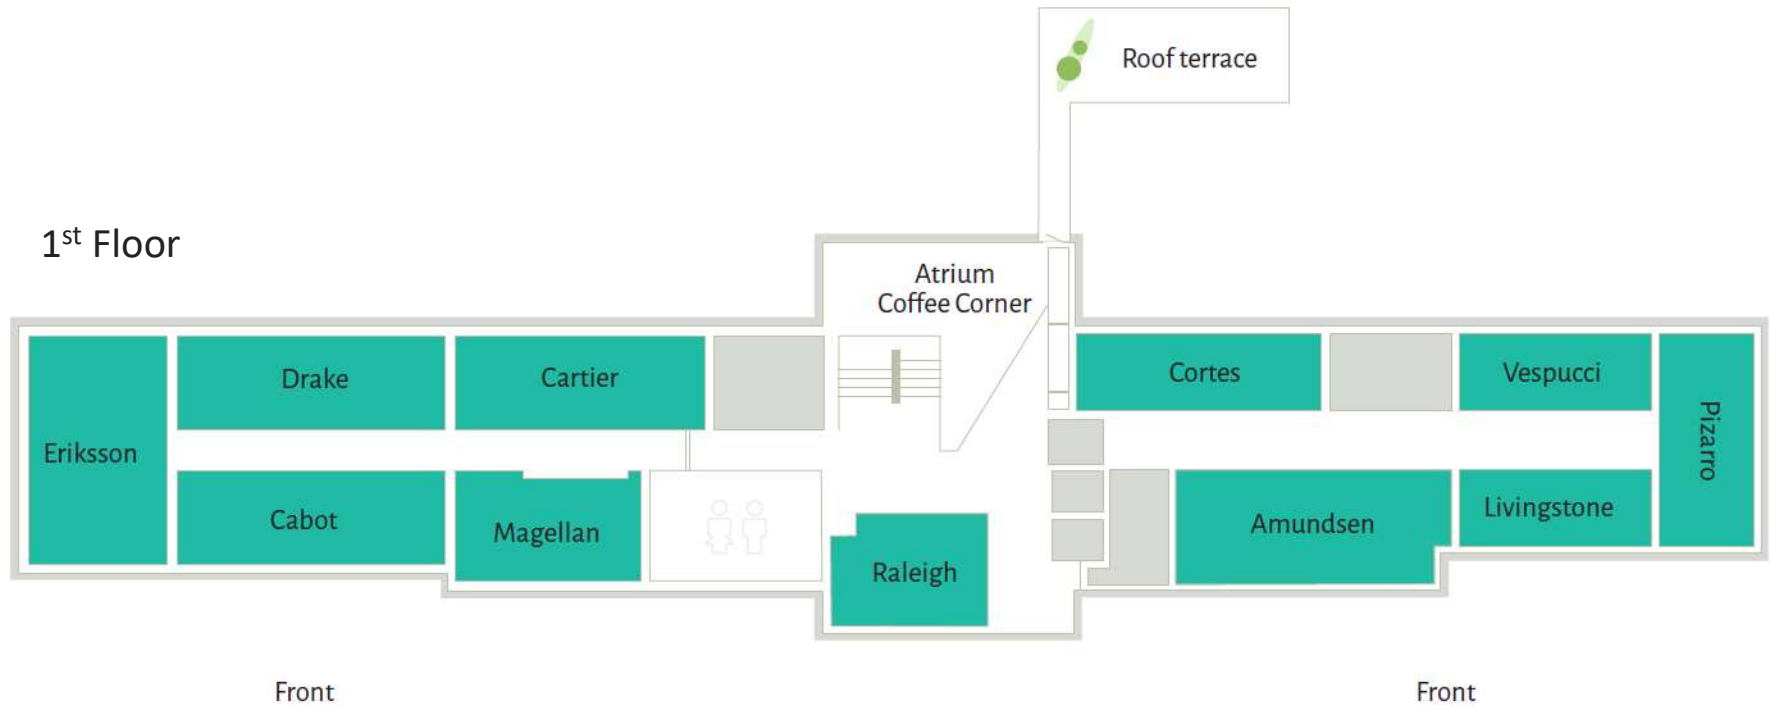 Roof terrace
1st Floor
Atrium
Coffee Corner
Drake
Cartier
Cortes
Vespucci
Pizarro
Eriksson
Cabot
Magellan
Raleigh
Amundsen
Livingstone
Front
Front